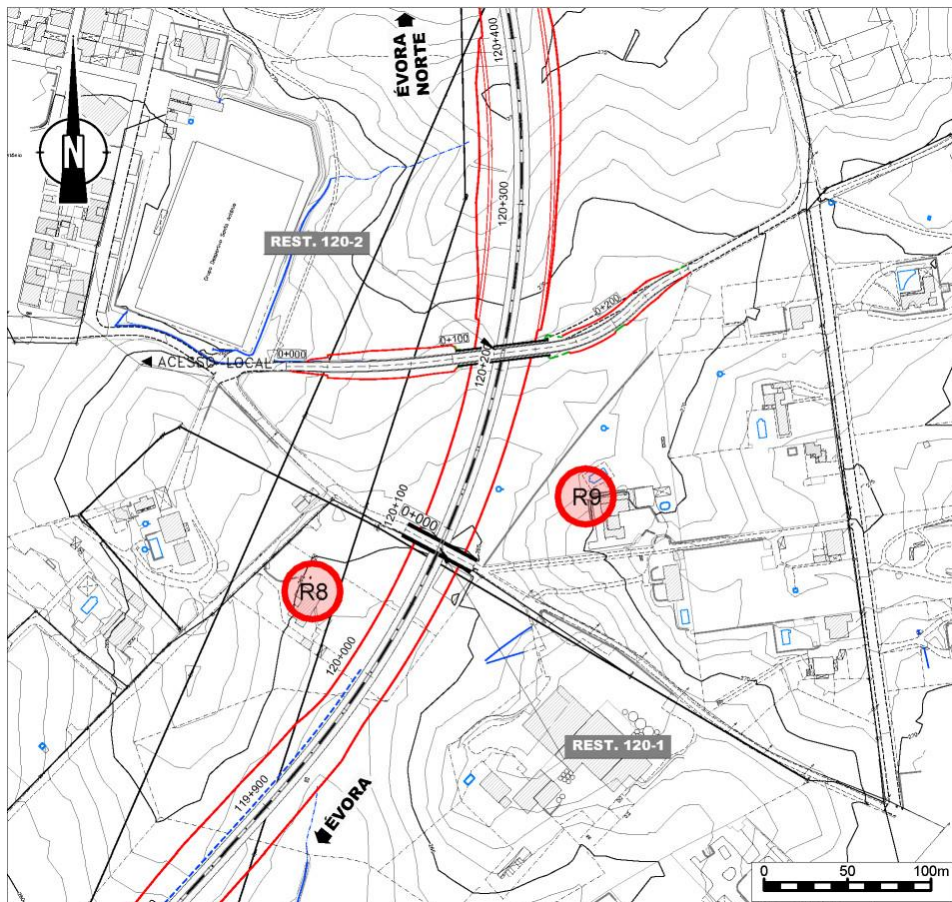 ÉVORA
NORTE
120+400
N
120+300
REST. 120-2
0+200
0+100
120+200
0+000
ACESSO LOCAL
R9
120+100
0+000
R8
120+000
REST. 120-1
119+900
ÉVORA
0 50 100m